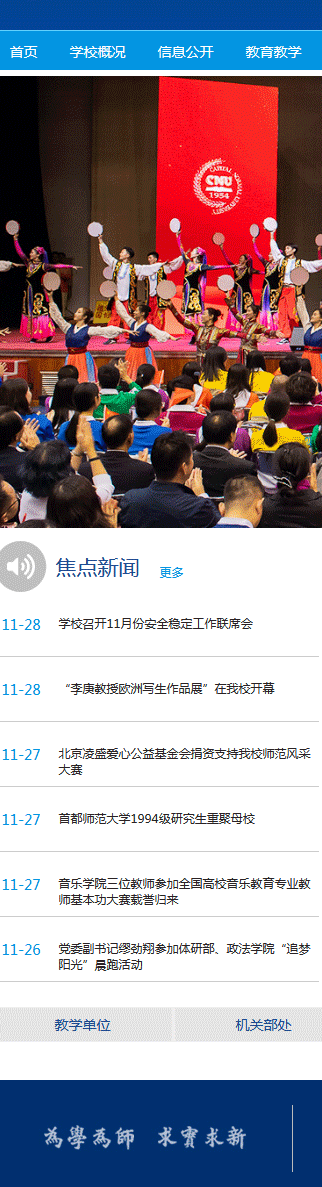 首页 学校概况 信息公开 教育教学
CAPITAL NORMAL UNIVERSITY
CNU
1954
焦点新闻 更多
11-28 学校召开11月份安全稳定工作联席会
11-28 “李庚教授欧洲写生作品展”在我校开幕
11-27 北京凌盛爱心公益基金会捐资支持我校师范风采
大赛
11-27 首都师范大学1994级研究生重聚母校
11-27 音乐学院三位教师参加全国高校音乐教育专业教
师基本功大赛载誉归来
11-26 党委副书记缪劲翔参加体研部、政法学院“追梦
阳光”晨跑活动
教学单位 机关部处
為學為師 求實求新